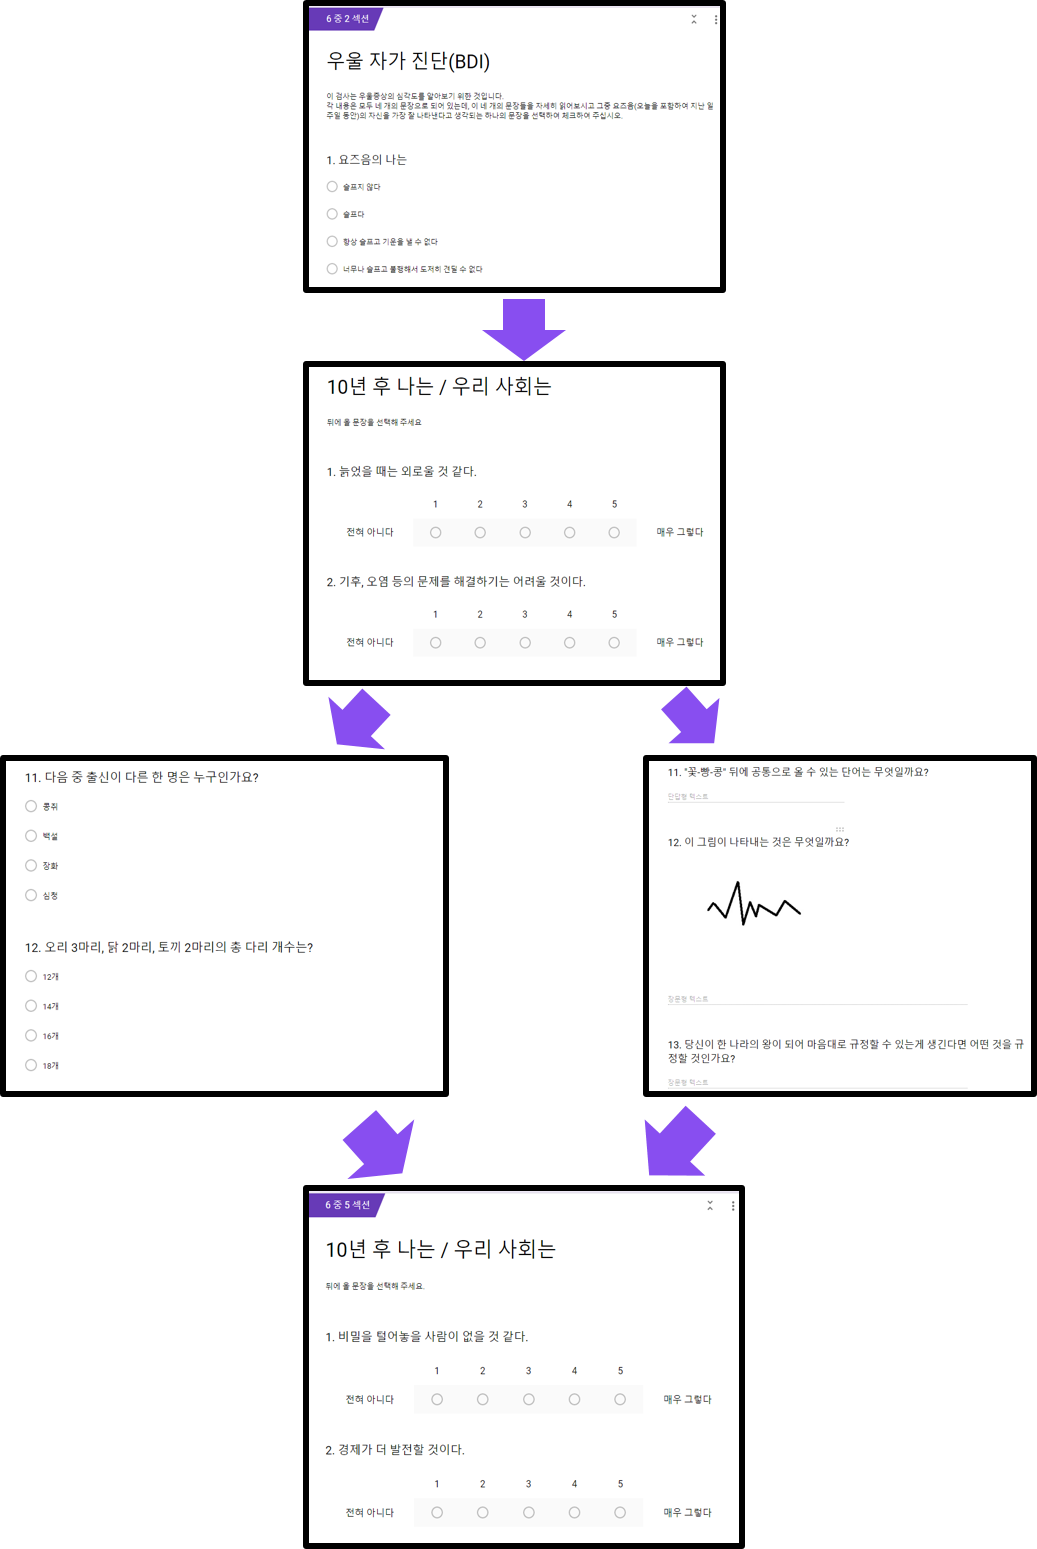 6 중 2 섹션
우울 자가 진단(BDI)
이 검사는 우울증상의 심각도를 알아보기 위한 것입니다.
각 내용은 모두 네 개의 문장으로 되어 있는데, 이 네 개의 문장들을 자세히 읽어보시고 그중 요즈음(오늘을 포함하여 지난 일
주일 동안)의 자신을 가장 잘 나타낸다고 생각되는 하나의 문장을 선택하여 체크하여 주십시오.
1. 요즈음의 나는
슬프지 않다
슬프다
항상 슬프고 기운을 낼 수 없다
너무나 슬프고 불행해서 도저히 견딜 수 없다
10년 후 나는 / 우리 사회는
뒤에 올 문장을 선택해 주세요
1. 늙었을 때는 외로울 것 같다.
1 2 3 4 5
전혀 아니다 매우 그렇다
2. 기후, 오염 등의 문제를 해결하기는 어려울 것이다.
1 2 3 4 5
전혀 아니다 매우 그렇다
11. 다음 중 출신이 다른 한 명은 누구인가요?
콩쥐
백설
장화
심청
12. 오리 3마리, 닭 2마리, 토끼 2마리의 총 다리 개수는?
12개
14개
16개
18개
11. "꽃-빵-콩" 뒤에 공통으로 올 수 있는 단어는 무엇일까요?
단답형 텍스트
12. 이 그림이 나타내는 것은 무엇일까요?
장문형 텍스트
13. 당신이 한 나라의 왕이 되어 마음대로 규정할 수 있는게 생긴다면 어떤 것을 규
정할 것인가요?
장문형 텍스트
6 중 5 섹션
10년 후 나는 / 우리 사회는
뒤에 올 문장을 선택해 주세요.
1. 비밀을 털어놓을 사람이 없을 것 같다.
1 2 3 4 5
전혀 아니다 매우 그렇다
2. 경제가 더 발전할 것이다.
1 2 3 4 5
전혀 아니다 매우 그렇다